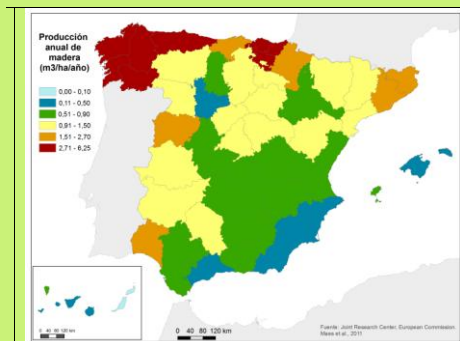 Producción
anual de
madera
(m3/ha/año)
0,00 - 0,10
0,11 - 0,50
0,51 - 0,90
0,91 - 1,50
1,51 - 2,70
2,71 - 6,25
0 40 80 120 km
0 40 80 120 km
Fuente: Joint Research Center, European Commission
Maes et al., 2011